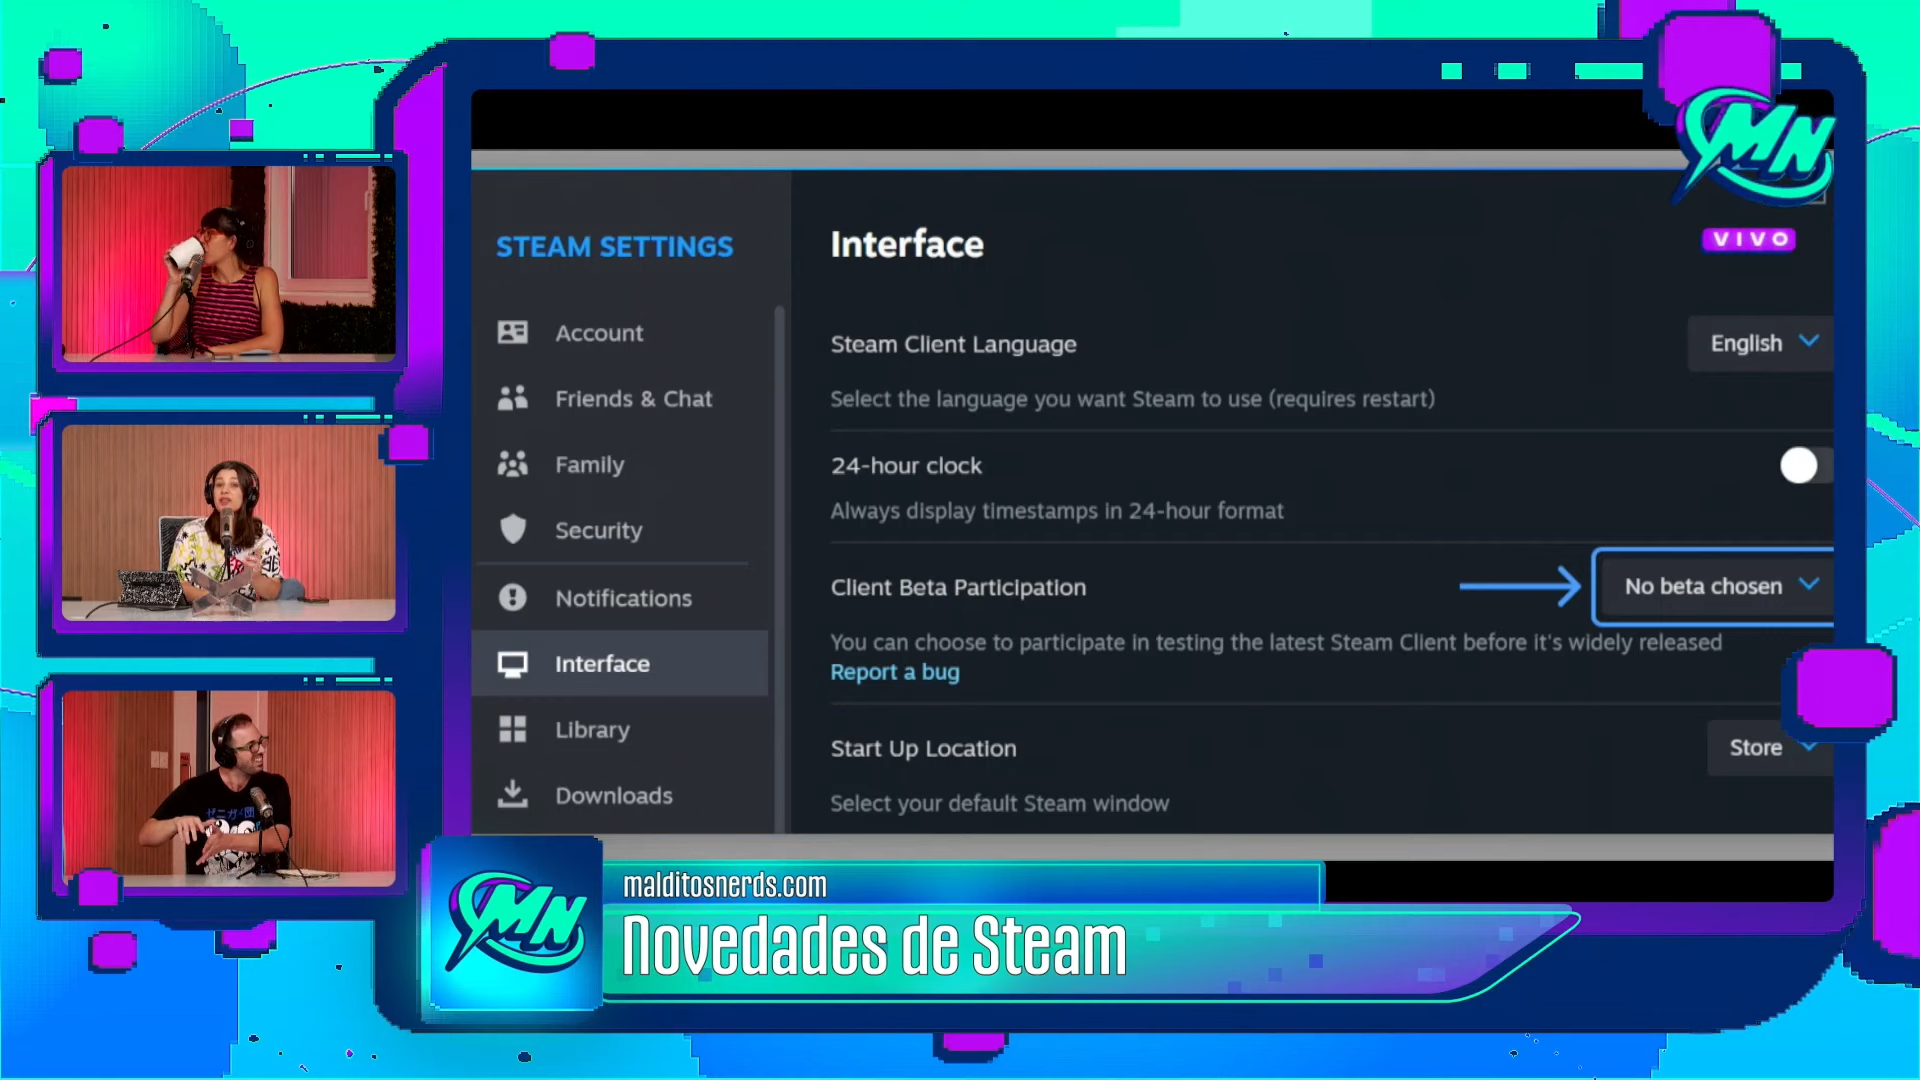 MN
VIVO
STEAM SETTINGS
Account
Friends & Chat
Family
Security
Notifications
Interface
Library
Downloads
Interface
Steam Client Language
English
Select the language you want Steam to use (requires restart)
24-hour clock
Always display timestamps in 24-hour format
Client Beta Participation
No beta chosen
You can choose to participate in testing the latest Steam Client before it's widely released
Report a bug
Start Up Location
Store
Select your default Steam window
MN
malditosnerds.com
Novedades de Steam